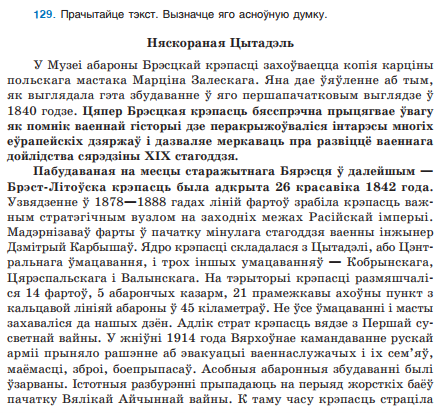 129. Прачытайце тэкст. Вызначце яго асноўную думку.
Няскораная Цытадэль
У Музеі абароны Брэсцкай крэпасці захоўваецца копія карціны
польскага мастака Марціна Залескага. Яна дае ўяўленне аб тым,
як выглядала гэта збудаванне ў яго першапачатковым выглядзе ў
1840 годзе. Цяпер Брэсцкая крэпасць бясспрэчна прыцягвае ўвагу
як помнік ваеннай гісторыі дзе перакрыжоўваліся інтарэсы многіх
еўрапейскіх дзяржаў і дазваляе меркаваць пра развіццё ваеннага
дойлідства сярэдзіны XIX стагоддзя.
Пабудаваная на месцы старажытнага Бярэсця ў далейшым —
Брэст-Літоўска крэпасць была адкрыта 26 красавіка 1842 года.
Узвядзенне ў 1878—1888 гадах ліній фартоў зрабіла крэпасць важ-
ным стратэгічным вузлом на заходніх межах Расійскай імперыі.
Мадэрнізаваў фарты ў пачатку мінулага стагоддзя ваенны інжынер
Дзмітрый Карбышаў. Ядро крэпасці складалася з Цытадэлі, або Цэнт-
ральнага ўмацавання, і трох іншых умацаванняў — Кобрынскага,
Цярэспальскага і Валынскага. На тэрыторыі крэпасці размяшчалі-
ся 14 фартоў, 5 абарончых казарм, 21 прамежкавы ахоўны пункт з
кальцавой лініяй абароны ў 45 кіламетраў. Не ўсе ўмацаванні і масты
захаваліся да нашых дзён. Адлік страт крэпасць вядзе з Першай су-
светнай вайны. У жніўні 1914 года Вярхоўнае камандаванне рускай
арміі прыняло рашэнне аб эвакуацыі ваеннаслужачых і іх сем'яў,
маёмасці, зброі, боепрыпасаў. Асобныя абаронныя збудаванні былі
ўзарваны. Істотныя разбурэнні прыпадаюць на перыяд жорсткіх баёў
пачатку Вялікай Айчыннай вайны. К таму часу крэпасць страціла